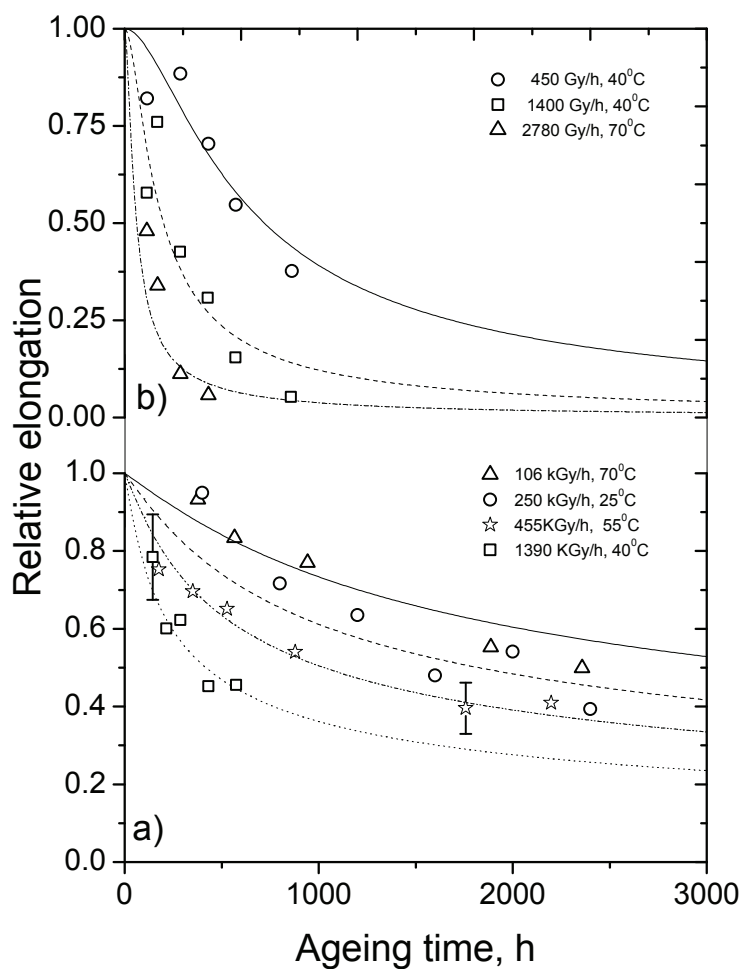 1.00
0.75
0.50
0.25
0.00
450 Gy/h, 40⁰C
1400 Gy/h, 40⁰C
2780 Gy/h, 70⁰C
b)
Relative elongation
1.0
0.8
0.6
0.4
0.2
0.0
106 kGy/h, 70⁰C
250 kGy/h, 25⁰C
455KGy/h, 55⁰C
1390 KGy/h, 40⁰C
a)
0 1000 2000 3000
Ageing time, h